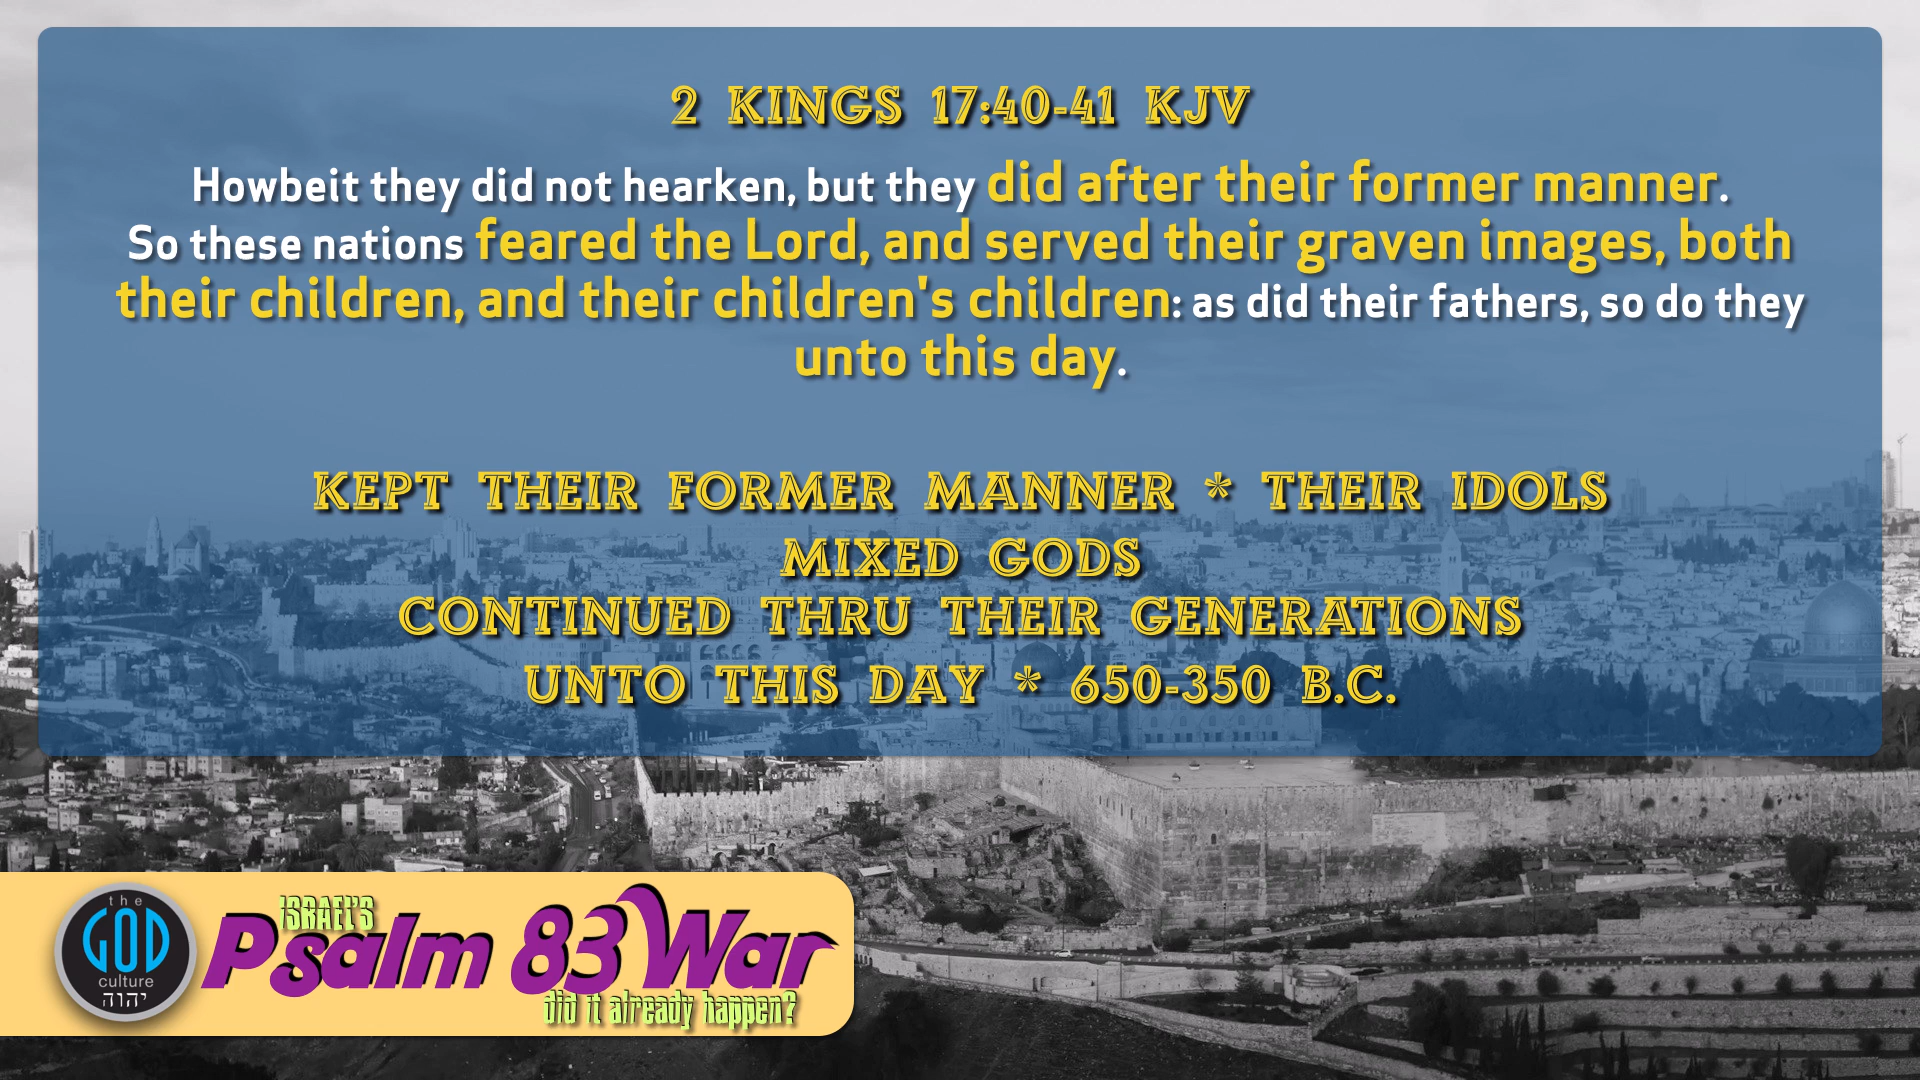 2 KINGS 17:40-41 KJV
Howbeit they did not hearken, but they did after their former manner.
So these nations feared the Lord, and served their graven images, both
their children, and their children's children: as did their fathers, so do they
unto this day.
KEPT THEIR FORMER MANNER * THEIR IDOLS
MIXED GODS
CONTINUED THRU THEIR GENERATIONS
UNTO THIS DAY * 650-350 B.C.
the
GOD
culture
יהוה
ISRAEL'S
Psalm 83 War
did it already happen?